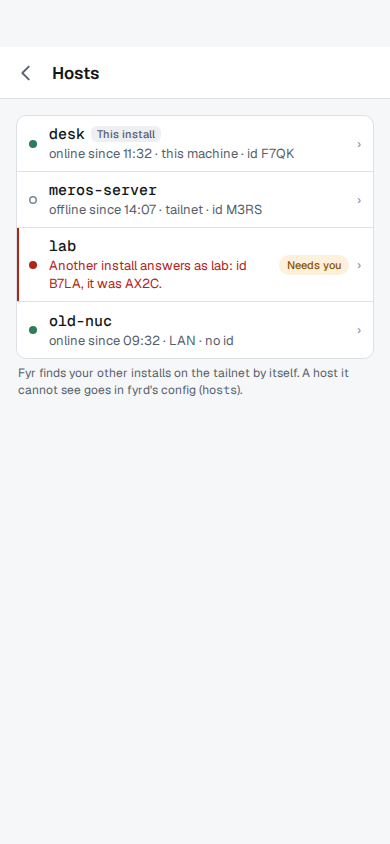 Hosts
desk This install
online since 11:32 · this machine · id F7QK
meros-server
offline since 14:07 · tailnet · id M3RS
lab
Another install answers as lab: id
B7LA, it was AX2C.
Needs you
old-nuc
online since 09:32 · LAN · no id
Fyr finds your other installs on the tailnet by itself. A host it
cannot see goes in fyrd's config (hosts).